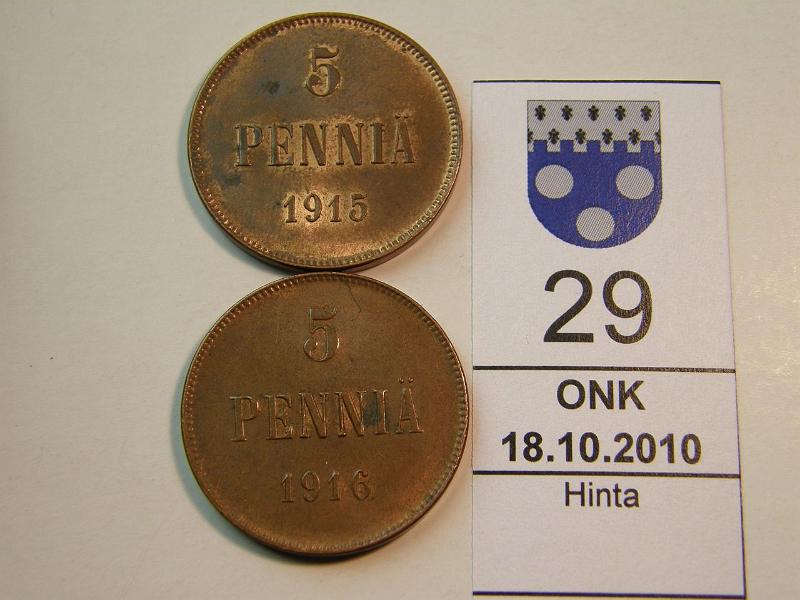 5
PENNIÄ
1915
5
PENNIÄ
1916
29
ONK
18.10.2010
Hinta